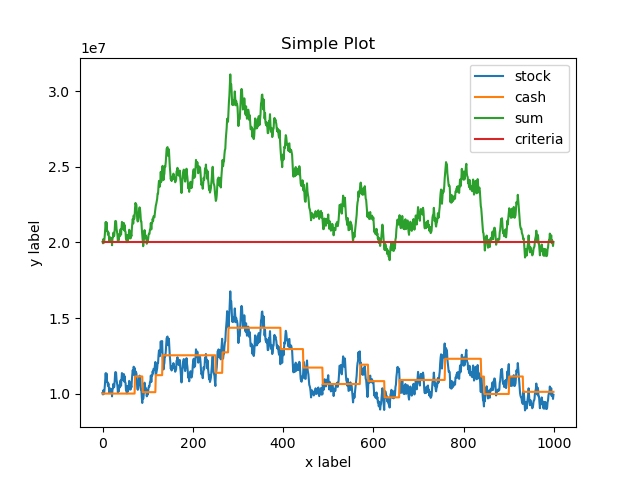 Simple Plot
1e7
3.0
2.5
2.0
1.5
1.0
y label
stock
cash
sum
criteria
0 200 400 600 800 1000
x label